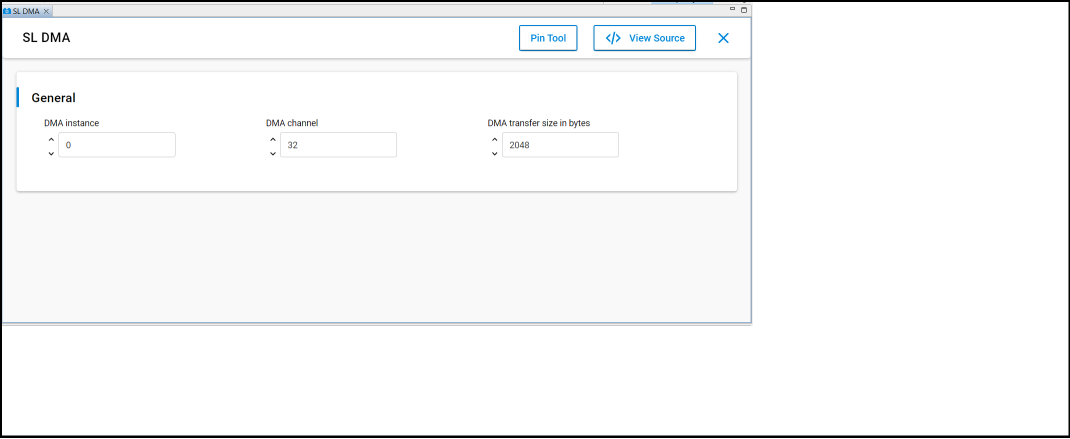 SL DMA
SL DMA
Pin Tool
</> View Source
General
DMA instance
DMA channel
DMA transfer size in bytes
0
32
2048